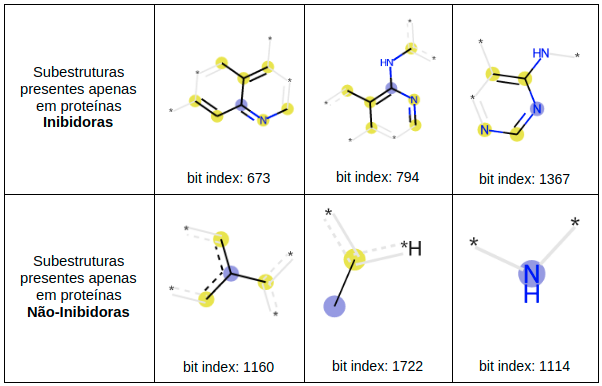 Subestruturas
presentes apenas
em proteínas
Inibidoras
* * * *
N
bit index: 673
* * * * *
HN
N
bit index: 794
* * *
HN
N
N
bit index: 1367
Subestruturas
presentes apenas
em proteínas
Não-Inibidoras
* * * *
bit index: 1160
*
*H
bit index: 1722
* *
N
H
bit index: 1114